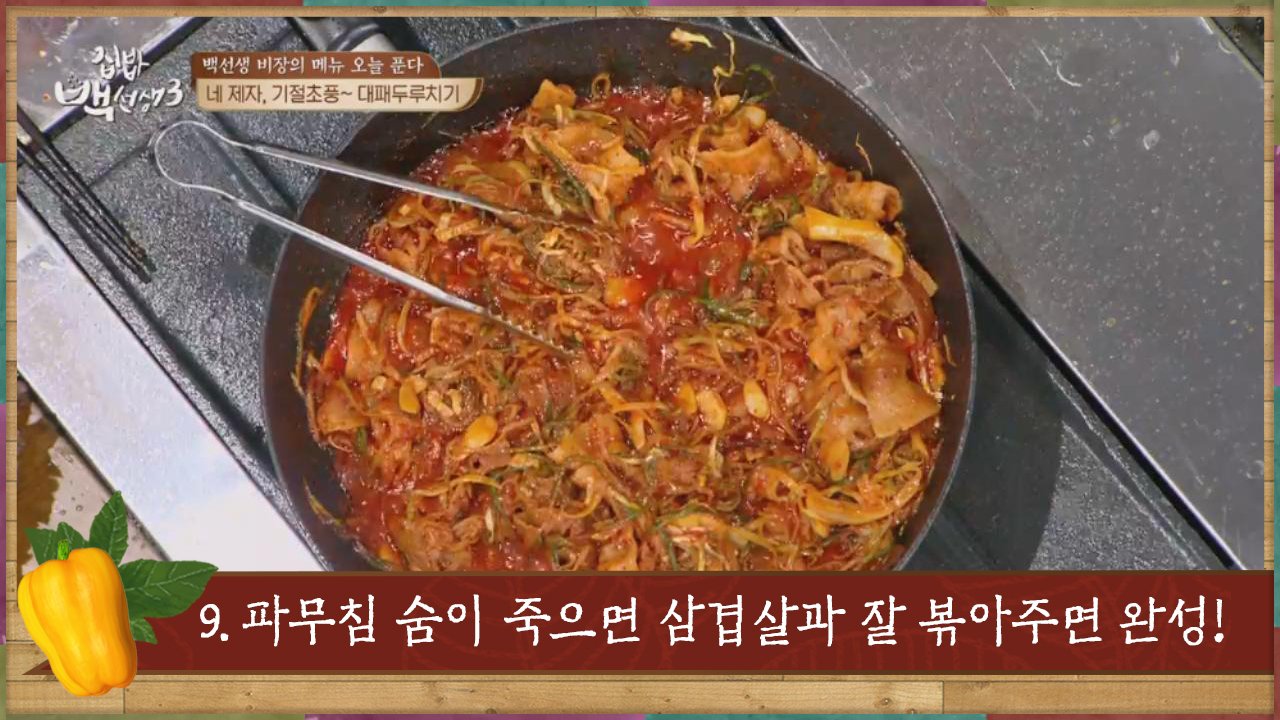 집밥
백선생3
백선생 비장의 메뉴 오늘 푼다
네 제자, 기절초풍~ 대패두루치기
9. 파무침 숨이 죽으면 삼겹살과 잘 볶아주면 완성!